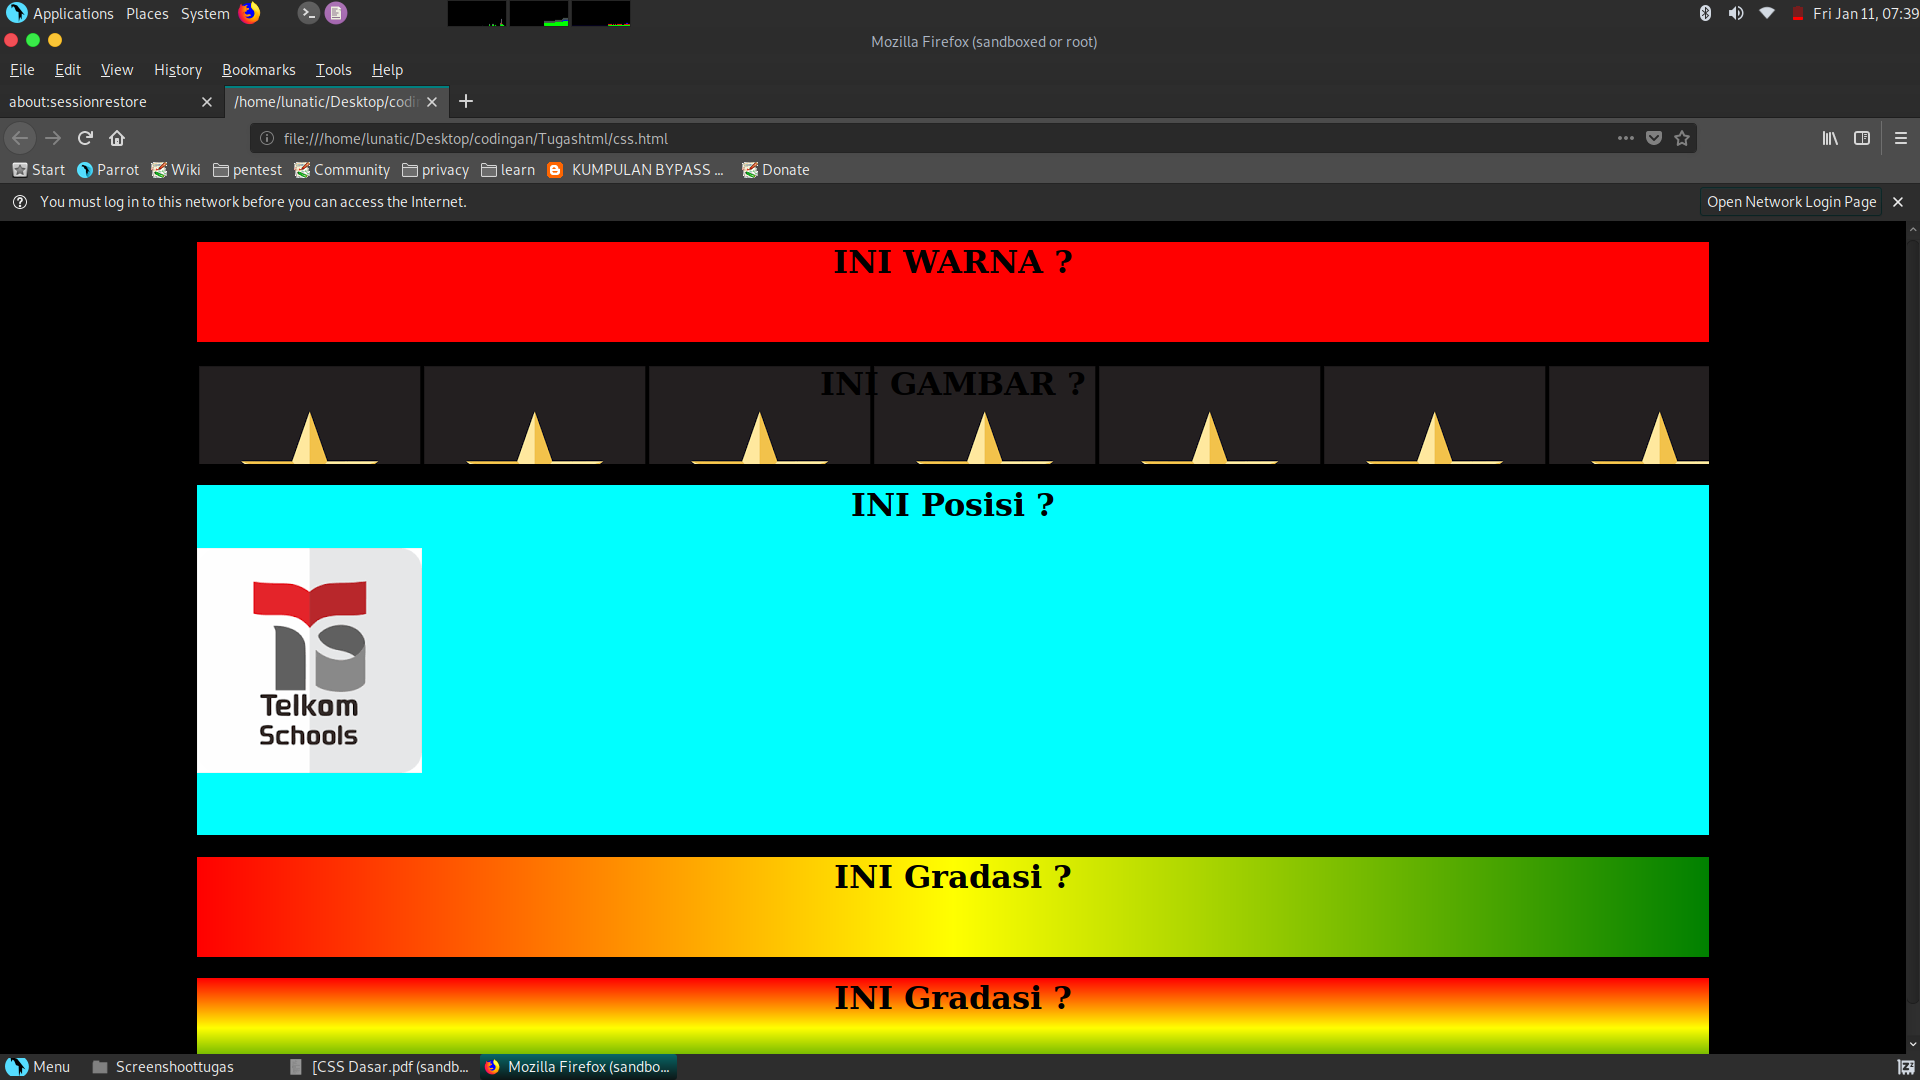 Applications Places System Fri Jan 11, 07:39
Mozilla Firefox (sandboxed or root)
File Edit View History Bookmarks Tools Help
about:sessionrestore /home/lunatic/Desktop/codin
file:///home/lunatic/Desktop/codingan/Tugashtml/css.html
Start Parrot Wiki pentest Community privacy learn KUMPULAN BYPASS ... Donate
You must log in to this network before you can access the Internet. Open Network Login Page
INI WARNA ?
INI GAMBAR ?
INI Posisi ?
Telkom
Schools
INI Gradasi ?
INI Gradasi ?
Menu Screenshoottugas [CSS Dasar.pdf (sandb... Mozilla Firefox (sandbo...